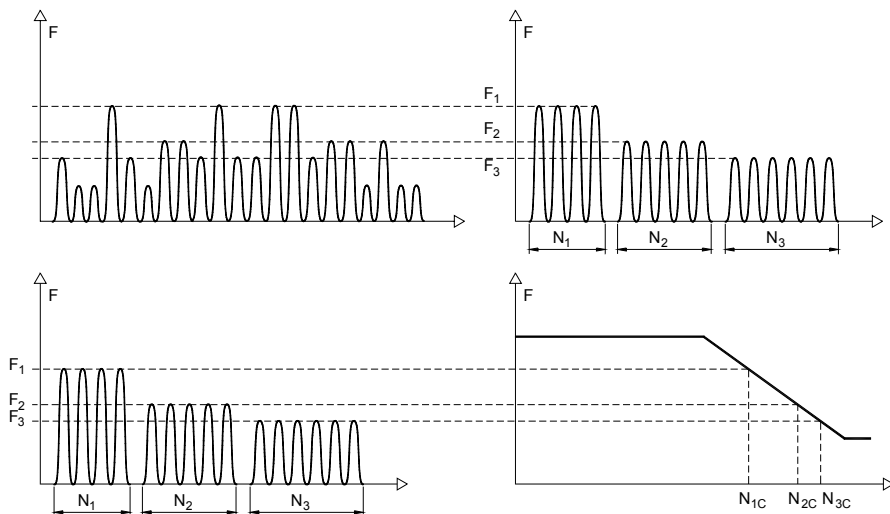 F
F
F₁
F₂
F₃
N₁ N₂ N₃
F
F
F₁
F₂
F₃
N₁ N₂ N₃
N₁C N₂C N₃C